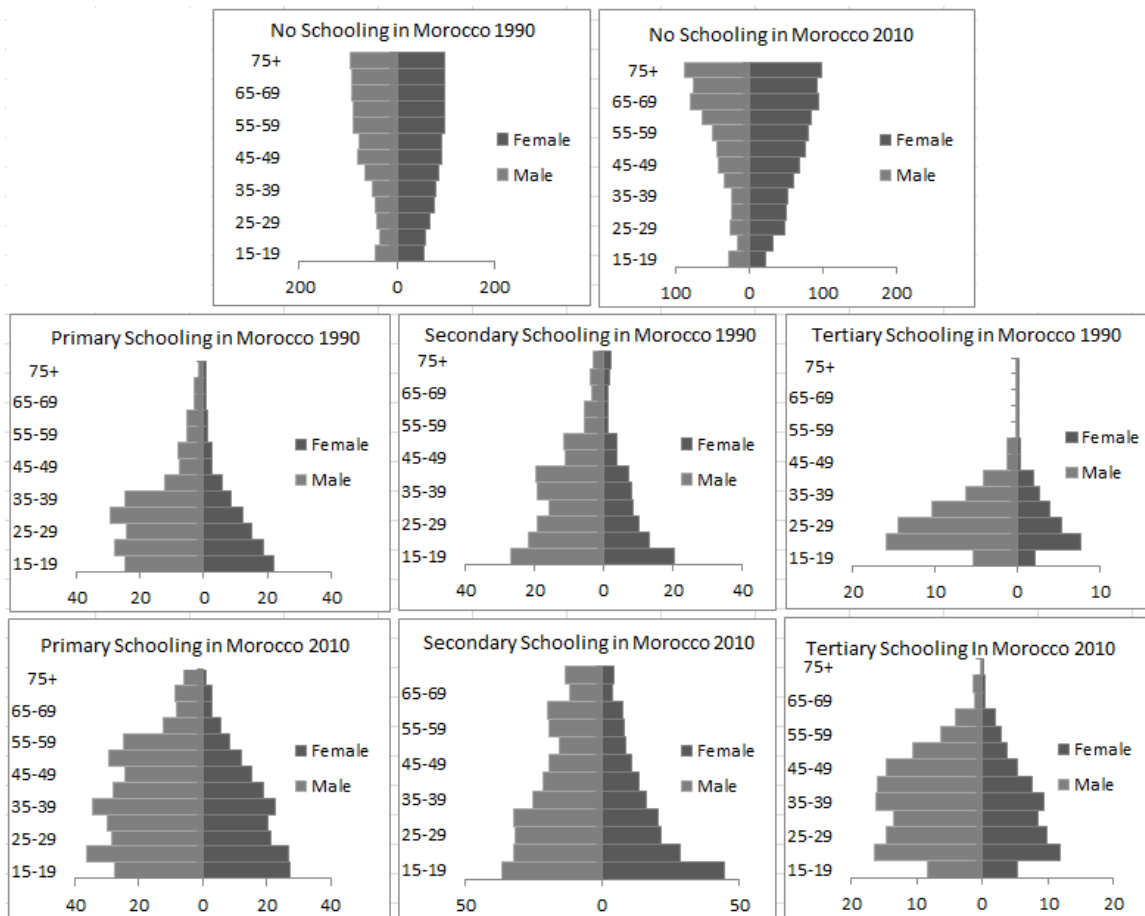 No Schooling in Morocco 1990
75+
65-69
55-59
45-49
35-39
25-29
15-19
200 0 200
Female
Male
No Schooling in Morocco 2010
75+
65-69
55-59
45-49
35-39
25-29
15-19
100 0 100 200
Female
Male
Primary Schooling in Morocco 1990
75+
65-69
55-59
45-49
35-39
25-29
15-19
40 20 0 20 40
Female
Male
Secondary Schooling in Morocco 1990
75+
65-69
55-59
45-49
35-39
25-29
15-19
40 20 0 20 40
Female
Male
Tertiary Schooling in Morocco 1990
75+
65-69
55-59
45-49
35-39
25-29
15-19
20 10 0 10
Female
Male
Primary Schooling in Morocco 2010
75+
65-69
55-59
45-49
35-39
25-29
15-19
40 20 0 20 40
Female
Male
Secondary Schooling in Morocco 2010
65-69
55-59
45-49
35-39
25-29
15-19
50 0 50
Female
Male
Tertiary Schooling In Morocco 2010
75+
65-69
55-59
45-49
35-39
25-29
15-19
20 10 0 10 20
Female
Male